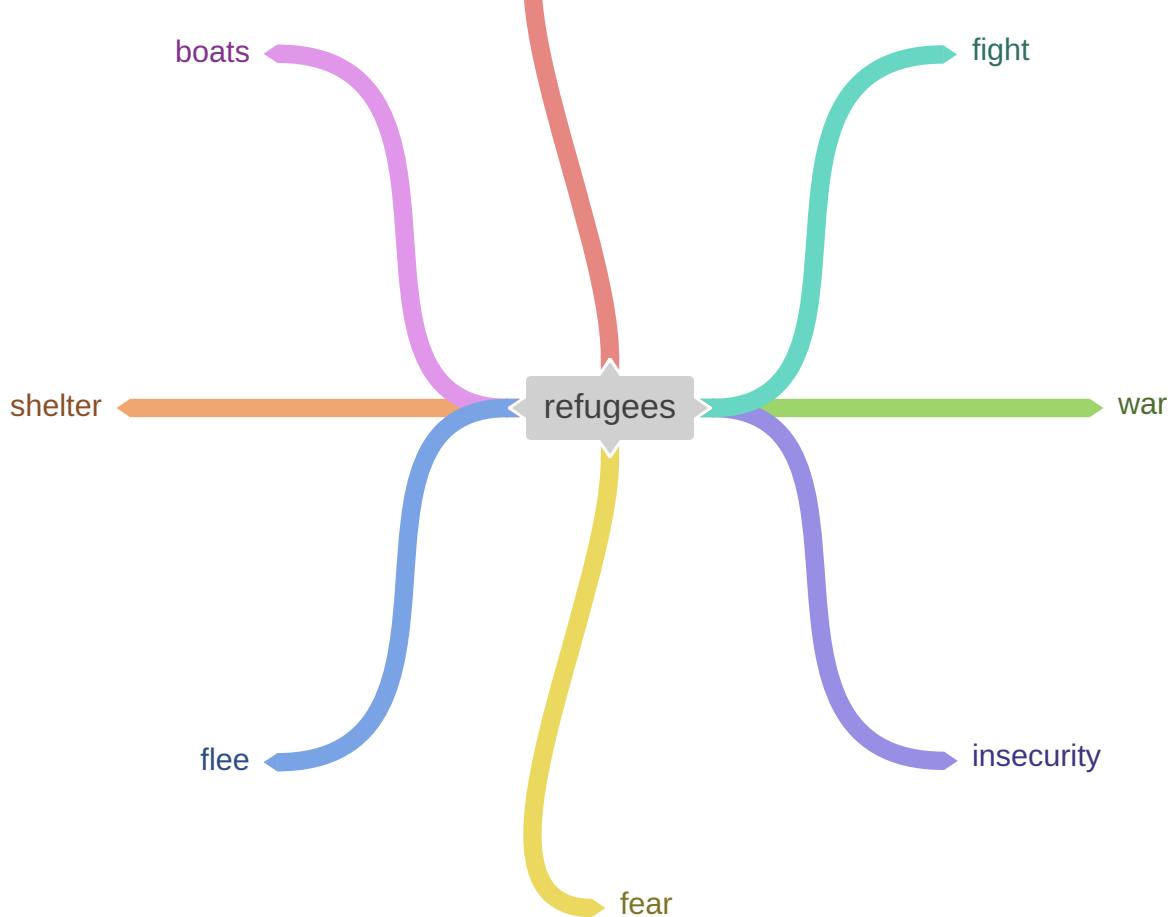 boats
fight
shelter
refugees
war
flee
insecurity
fear